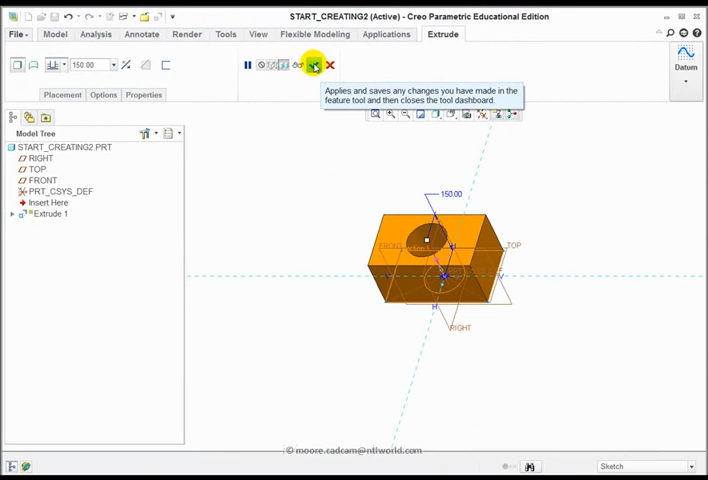 START_CREATING2 (Active) - Creo Parametric Educational Edition
File Model Analysis Annotate Render Tools View Flexible Modeling Applications Extrude
150.00
Datum
Placement Options Properties
Applies and saves any changes you have made in the
feature tool and then closes the tool dashboard.
Model Tree
START_CREATING2.PRT
RIGHT
TOP
FRONT
PRT_CSYS_DEF
Insert Here
Extrude 1
150.00
FRONT
TOP
H
V
H
RIGHT
© moore.cadcam@ntlworld.com
Sketch